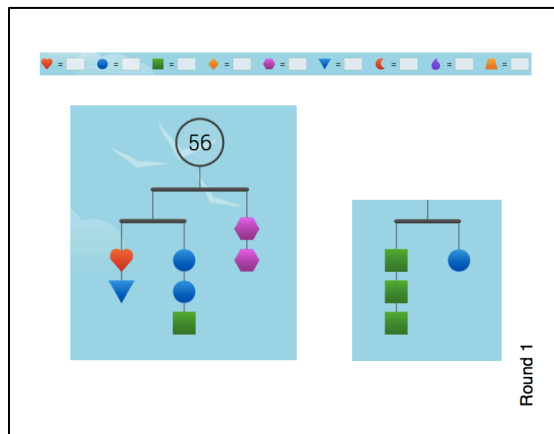 = = = = = = = = =
56
Round 1